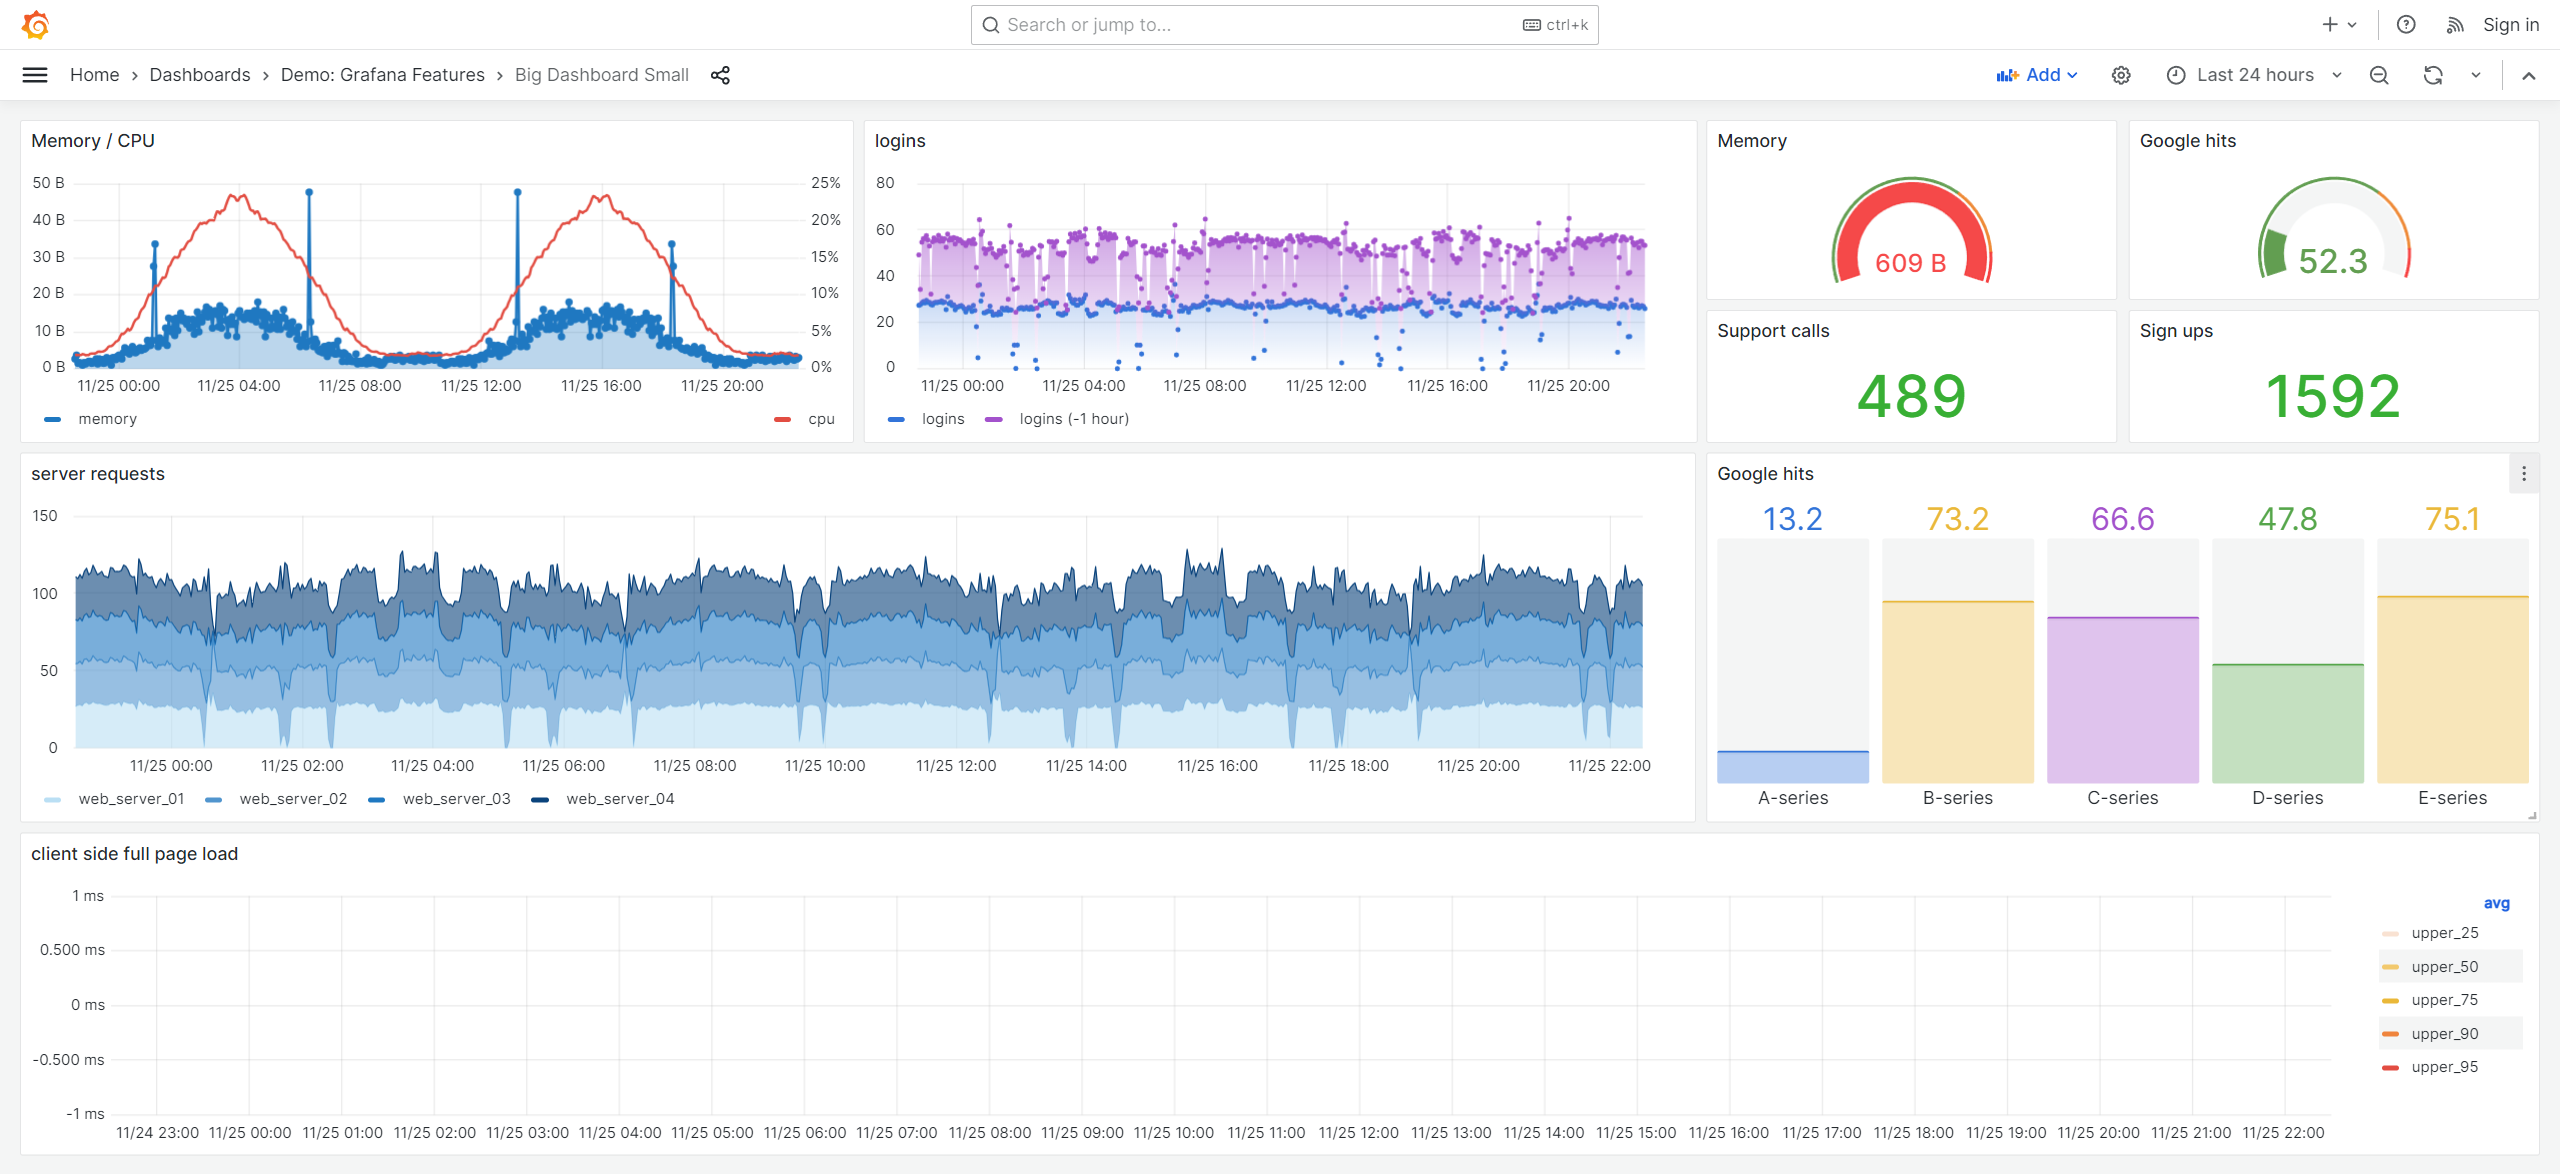 Search or jump to...
ctrl+k
Sign in
Home
Dashboards
Demo: Grafana Features
Big Dashboard Small
Add
Last 24 hours
Memory / CPU
50 B
40 B
30 B
20 B
10 B
0 B
25%
20%
15%
10%
5%
0%
11/25 00:00
11/25 04:00
11/25 08:00
11/25 12:00
11/25 16:00
11/25 20:00
memory
cpu
logins
80
60
40
20
0
11/25 00:00
11/25 04:00
11/25 08:00
11/25 12:00
11/25 16:00
11/25 20:00
logins
logins (-1 hour)
Memory
609 B
Google hits
52.3
Support calls
489
Sign ups
1592
server requests
150
100
50
0
11/25 00:00
11/25 02:00
11/25 04:00
11/25 06:00
11/25 08:00
11/25 10:00
11/25 12:00
11/25 14:00
11/25 16:00
11/25 18:00
11/25 20:00
11/25 22:00
web_server_01
web_server_02
web_server_03
web_server_04
Google hits
13.2
73.2
66.6
47.8
75.1
A-series
B-series
C-series
D-series
E-series
client side full page load
1 ms
0.500 ms
0 ms
-0.500 ms
-1 ms
11/24 23:00
11/25 00:00
11/25 01:00
11/25 02:00
11/25 03:00
11/25 04:00
11/25 05:00
11/25 06:00
11/25 07:00
11/25 08:00
11/25 09:00
11/25 10:00
11/25 11:00
11/25 12:00
11/25 13:00
11/25 14:00
11/25 15:00
11/25 16:00
11/25 17:00
11/25 18:00
11/25 19:00
11/25 20:00
11/25 21:00
11/25 22:00
avg
upper_25
upper_50
upper_75
upper_90
upper_95